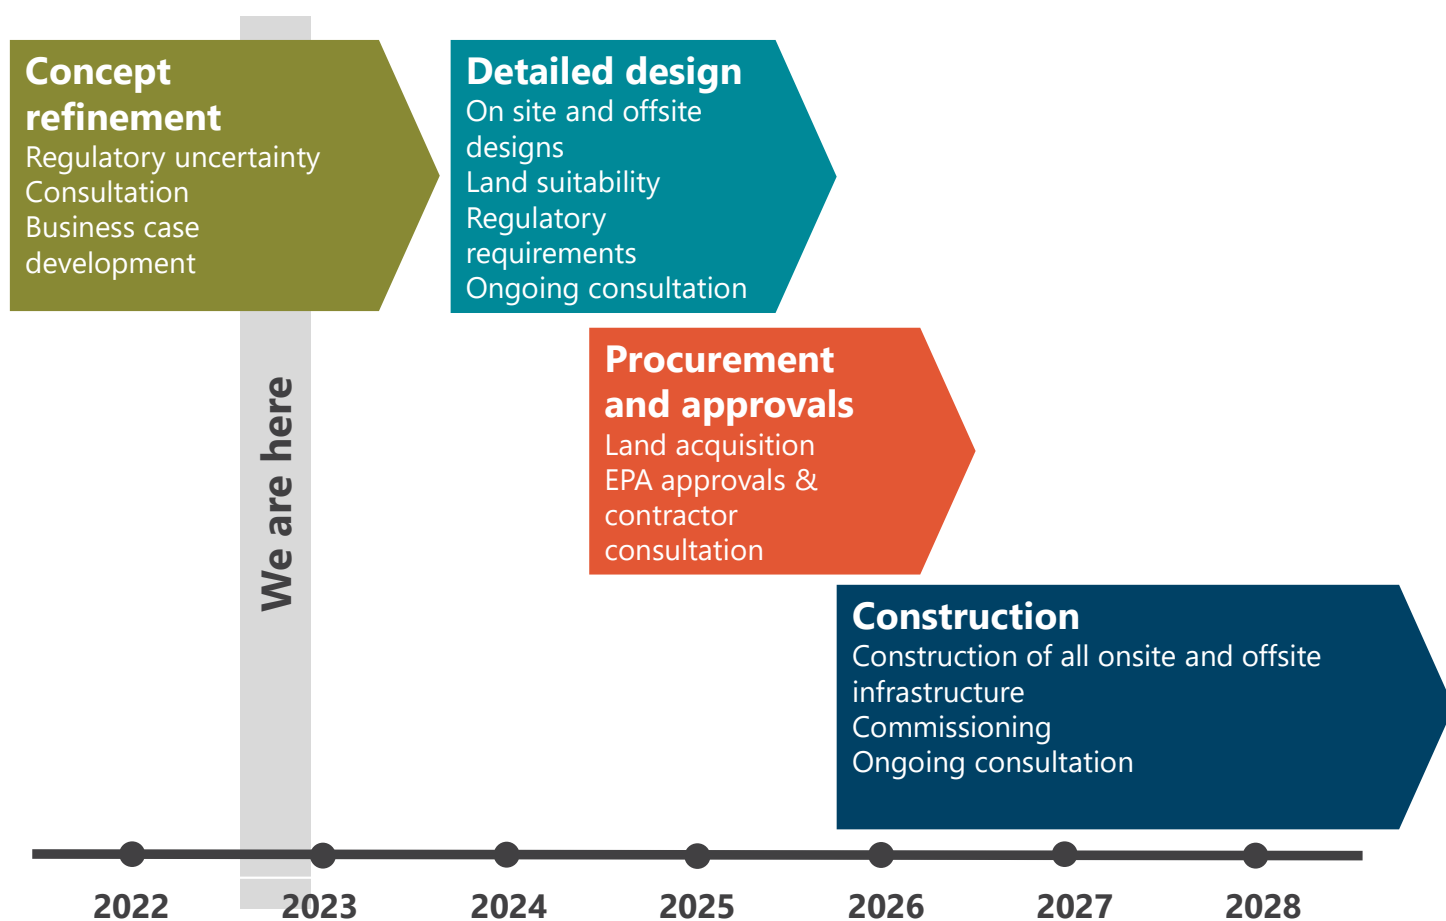 Concept
refinement
Regulatory uncertainty
Consultation
Business case
development
Detailed design
On site and offsite
designs
Land suitability
Regulatory
requirements
Ongoing consultation
Procurement
and approvals
Land acquisition
EPA approvals &
contractor
consultation
Construction
Construction of all onsite and offsite
infrastructure
Commissioning
Ongoing consultation
We are here
2022
2023
2024
2025
2026
2027
2028